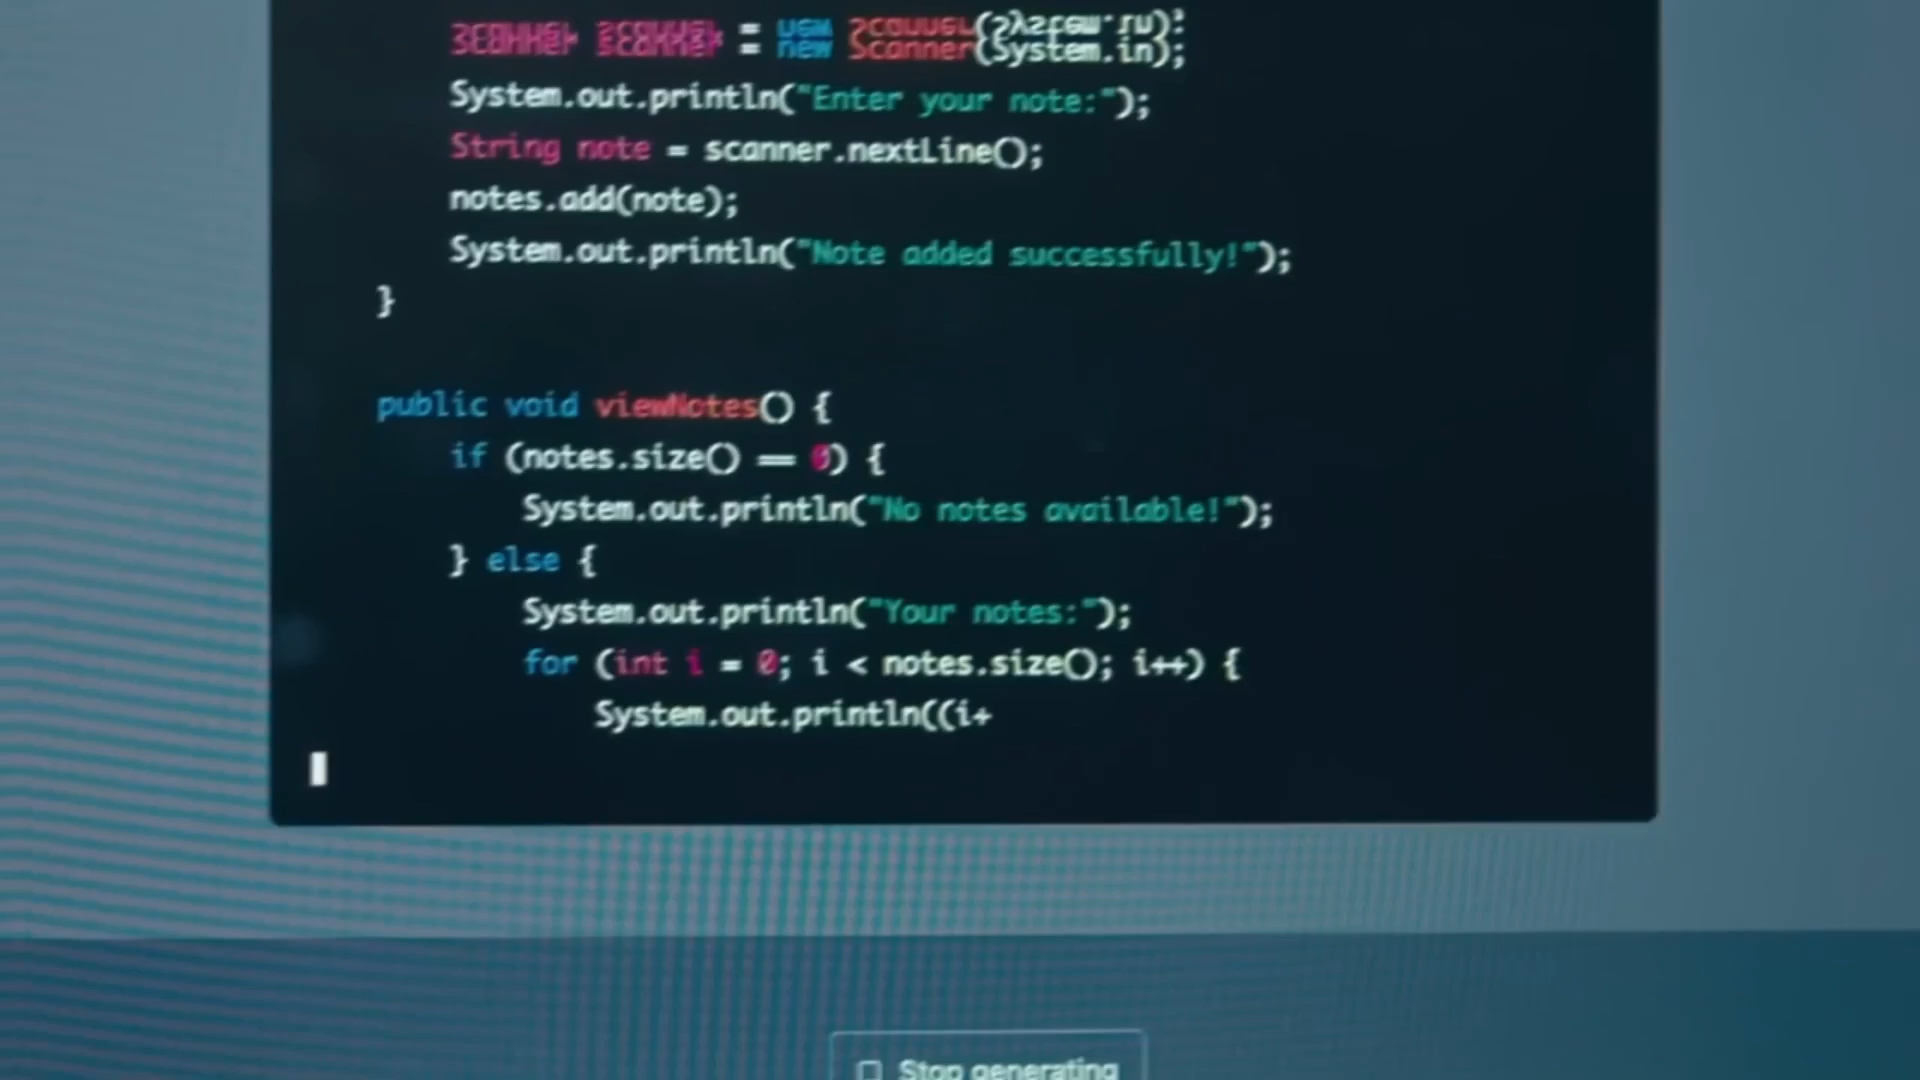 Scanner scanner = new Scanner(System.in);
System.out.println("Enter your note:");
String note = scanner.nextLine();
notes.add(note);
System.out.println("Note added successfully!");
}
public void viewNotes() {
if (notes.size() == 0) {
System.out.println("No notes available!");
} else {
System.out.println("Your notes:");
for (int i = 0; i < notes.size(); i++) {
System.out.println((i+
Stop generating